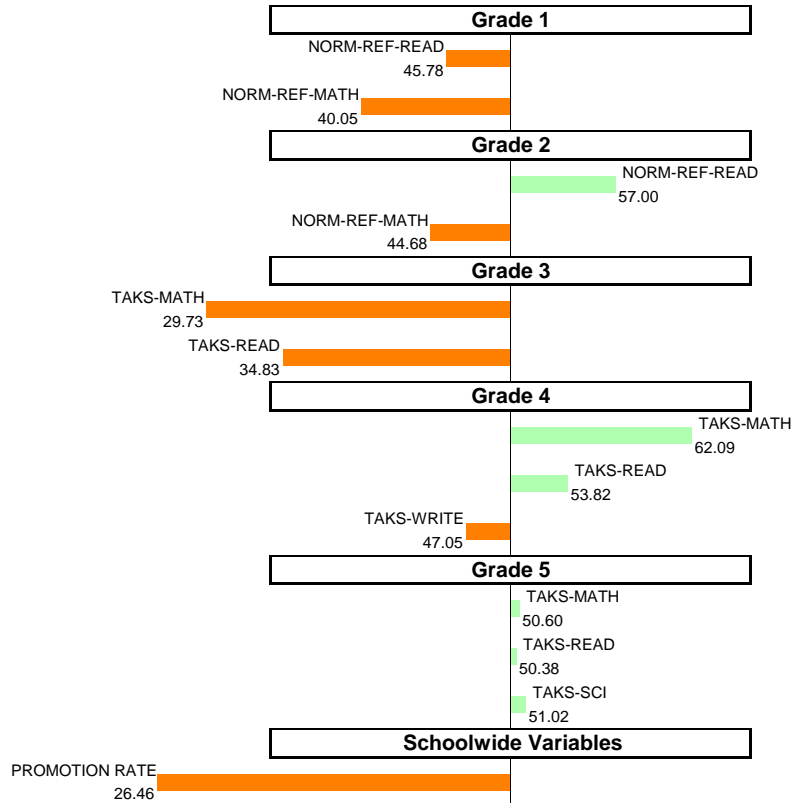 Grade 1
NORM-REF-READ
45.78
NORM-REF-MATH
40.05
Grade 2
NORM-REF-READ
57.00
NORM-REF-MATH
44.68
Grade 3
TAKS-MATH
29.73
TAKS-READ
34.83
Grade 4
TAKS-MATH
62.09
TAKS-READ
53.82
TAKS-WRITE
47.05
Grade 5
TAKS-MATH
50.60
TAKS-READ
50.38
TAKS-SCI
51.02
Schoolwide Variables
PROMOTION RATE
26.46